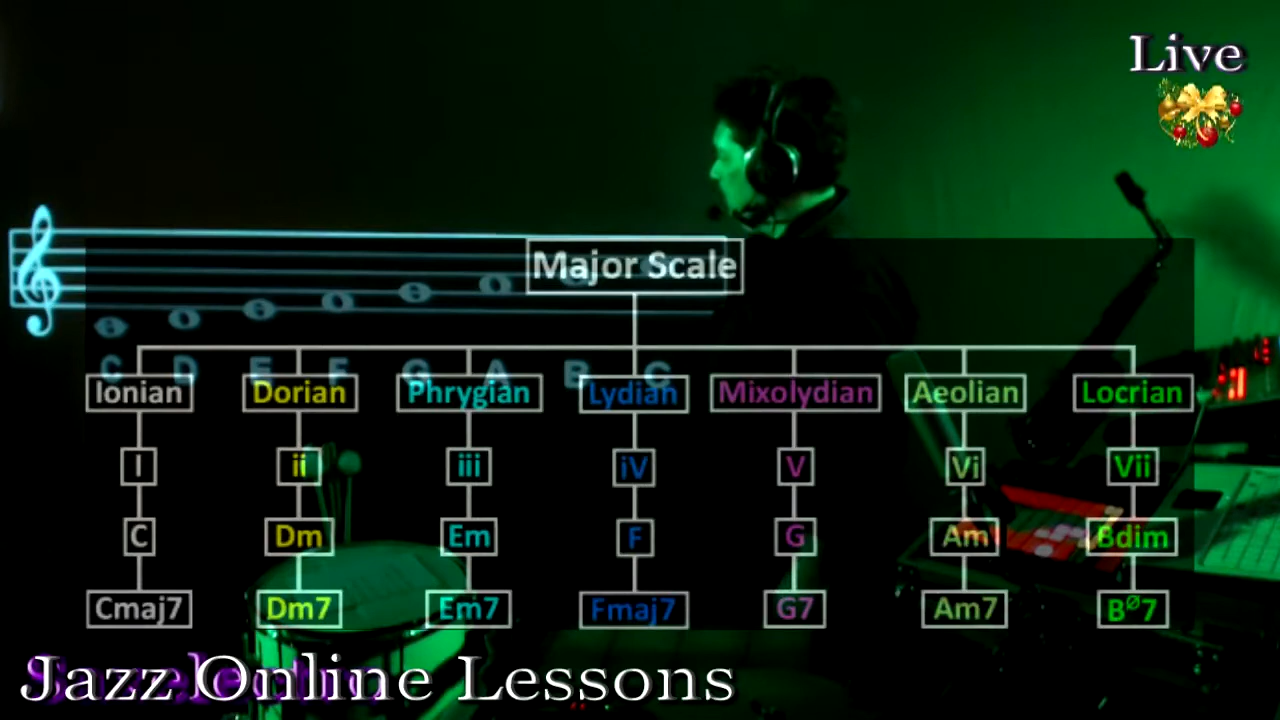 Live
Major Scale
C D E F G A B C
Ionian Dorian Phrygian Lydian Mixolydian Aeolian Locrian
I ii iii iV V Vi Vii
C Dm Em F G Am Bdim
Cmaj7 Dm7 Em7 Fmaj7 G7 Am7 Bø7
Jazz Online Lessons